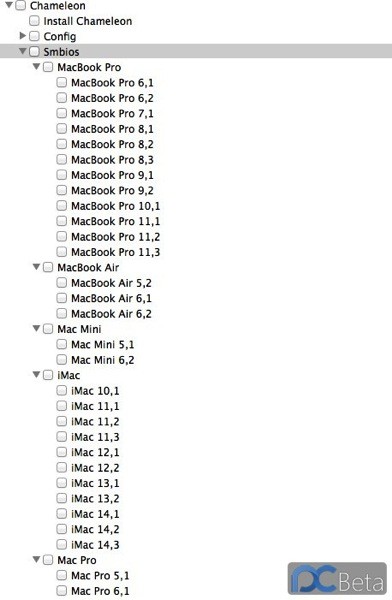 Chameleon
Install Chameleon
Config
Smbios
MacBook Pro
MacBook Pro 6,1
MacBook Pro 6,2
MacBook Pro 7,1
MacBook Pro 8,1
MacBook Pro 8,2
MacBook Pro 8,3
MacBook Pro 9,1
MacBook Pro 9,2
MacBook Pro 10,1
MacBook Pro 11,1
MacBook Pro 11,2
MacBook Pro 11,3
MacBook Air
MacBook Air 5,2
MacBook Air 6,1
MacBook Air 6,2
Mac Mini
Mac Mini 5,1
Mac Mini 6,2
iMac
iMac 10,1
iMac 11,1
iMac 11,2
iMac 11,3
iMac 12,1
iMac 12,2
iMac 13,1
iMac 13,2
iMac 14,1
iMac 14,2
iMac 14,3
Mac Pro
Mac Pro 5,1
Mac Pro 6,1
PCBeta